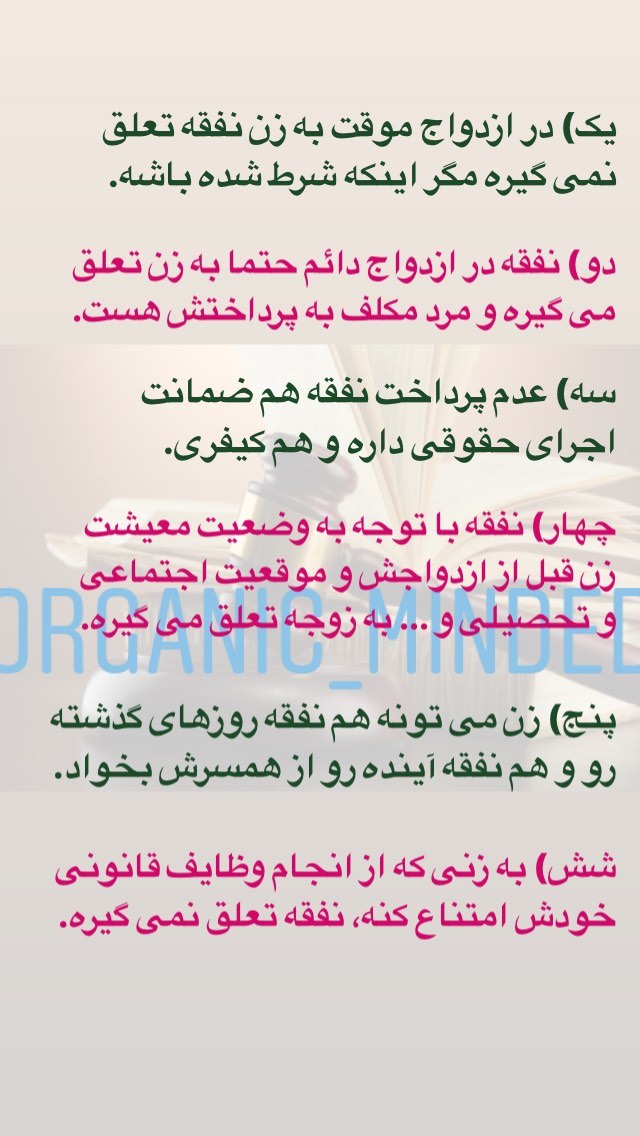 یک) در ازدواج موقت به زن نفقه تعلق
نمی گیره مگر اینکه شرط شده باشه.
دو) نفقه در ازدواج دائم حتما به زن تعلق
می گیره و مرد مکلف به پرداختش هست.
سه) عدم پرداخت نفقه هم ضمانت
اجرای حقوقی داره و هم کیفری.
چهار) نفقه با توجه به وضعیت معیشت
زن قبل از ازدواجش و موقعیت اجتماعی
و تحصیلی و ... به زوجه تعلق می گیره.
ORGANIC_MINDED
پنج) زن می تونه هم نفقه روزهای گذشته
رو و هم نفقه آینده رو از همسرش بخواد.
شش) به زنی که از انجام وظایف قانونی
خودش امتناع کنه، نفقه تعلق نمی گیره.